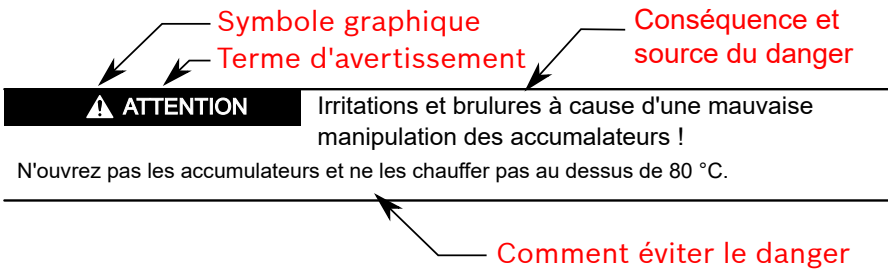 Symbole graphique
Terme d'avertissement
Conséquence et
source du danger
ATTENTION
Irritations et brulures à cause d'une mauvaise
manipulation des accumalateurs !
N'ouvrez pas les accumulateurs et ne les chauffer pas au dessus de 80 °C.
Comment éviter le danger